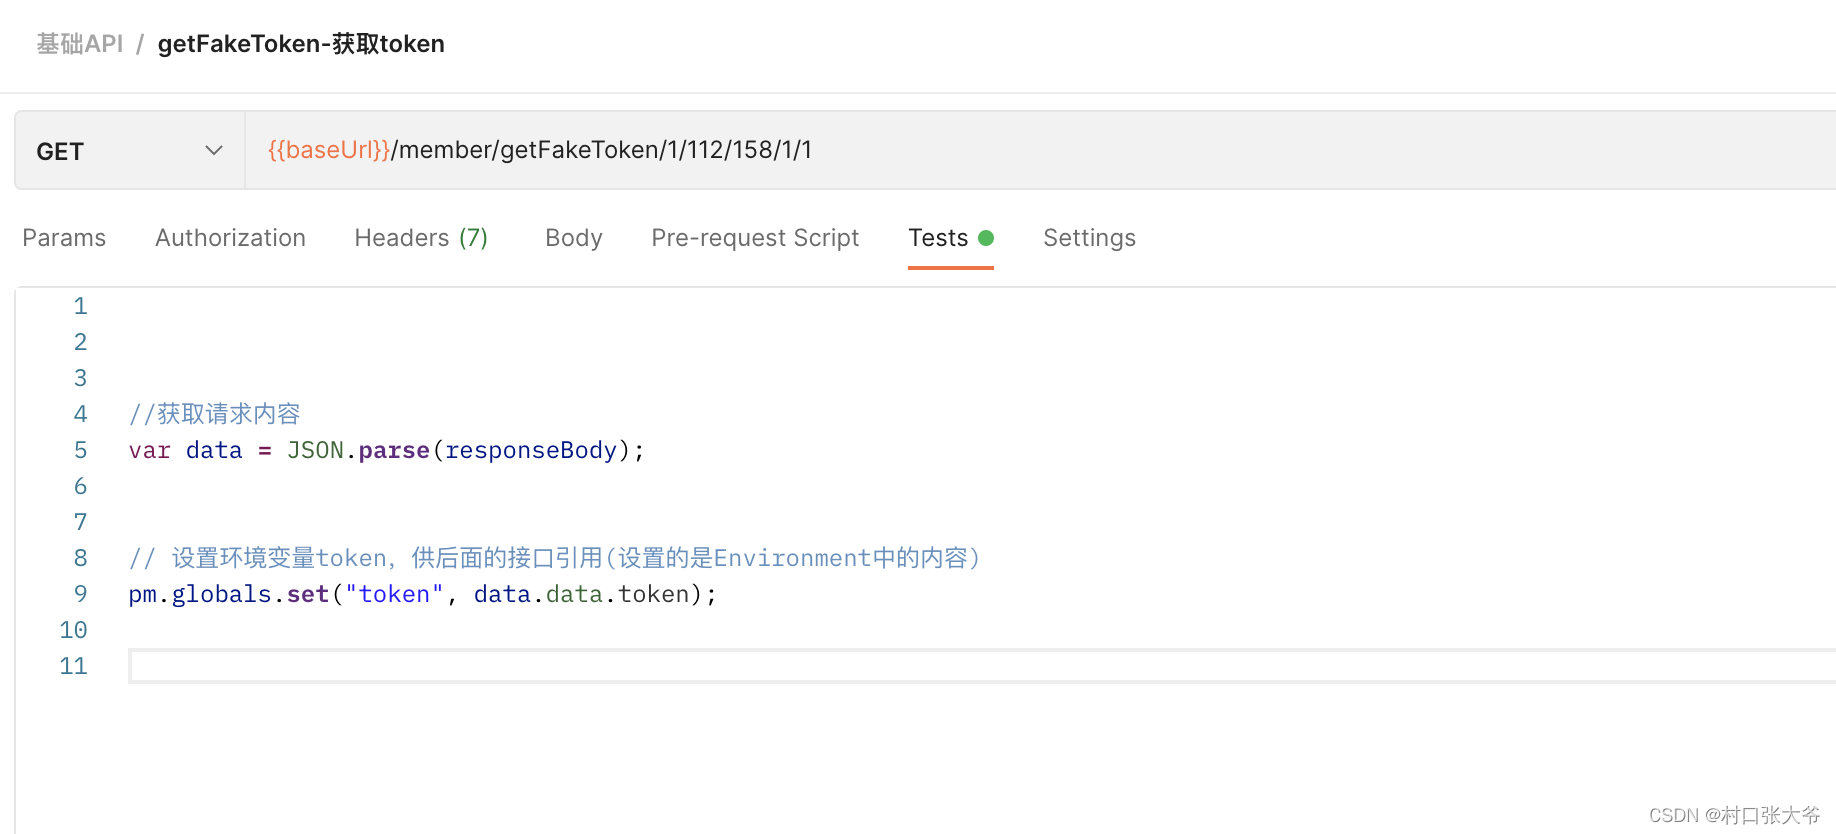 基础API / getFakeToken-获取token
GET {{baseUrl}}/member/getFakeToken/1/112/158/1/1
Params Authorization Headers (7) Body Pre-request Script Tests Settings
1
2
3
4 //获取请求内容
5 var data = JSON.parse(responseBody);
6
7
8 // 设置环境变量token，供后面的接口引用(设置的是Environment中的内容)
9 pm.globals.set("token", data.data.token);
10
11
CSDN @村口张大爷